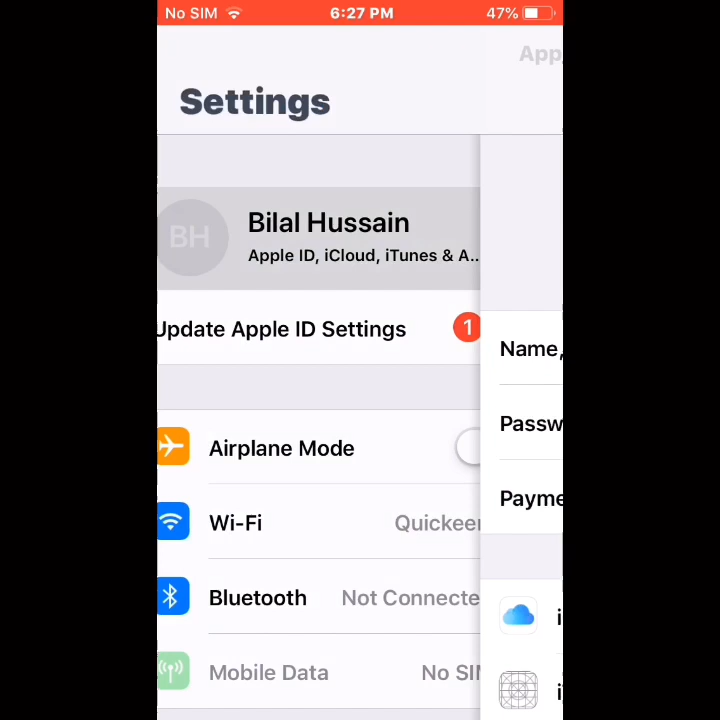 No SIM 6:27 PM 47%
App
Settings
BH
Bilal Hussain
Apple ID, iCloud, iTunes & A..
Update Apple ID Settings 1
Name,
Passw
Airplane Mode
Payme
Wi-Fi Quickeer
Bluetooth Not Connecte
i
Mobile Data No SIM
i